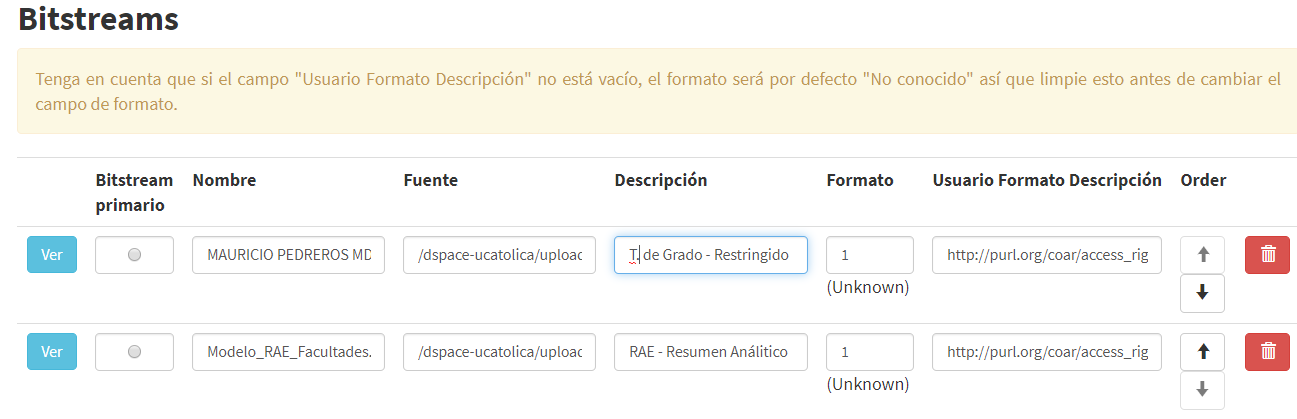 Bitstreams
Tenga en cuenta que si el campo "Usuario Formato Descripción" no está vacío, el formato será por defecto "No conocido" así que limpie esto antes de cambiar el
campo de formato.
Bitstream primario Nombre Fuente Descripción Formato Usuario Formato Descripción Order
Ver MAURICIO PEDREROS MD /dspace-ucatolica/upload T. de Grado - Restringido 1 http://purl.org/coar/access_rig
(Unknown)
Ver Modelo_RAE_Facultades. /dspace-ucatolica/upload RAE - Resumen Análitico 1 http://purl.org/coar/access_rig
(Unknown)